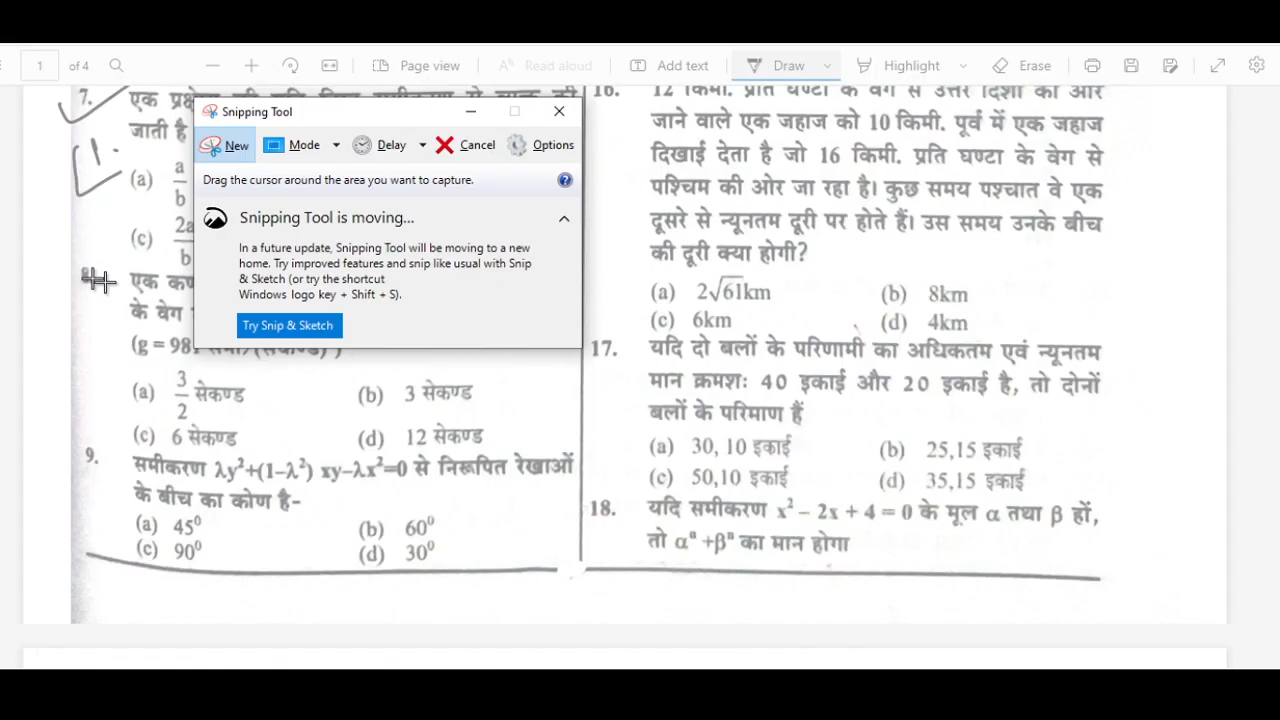 1 of 4 Page view Read aloud Add text Draw Highlight Erase
7.
जाती है
1.
(a) a
b
(c) 2a
b
Snipping Tool
New Mode Delay Cancel Options
Drag the cursor around the area you want to capture.
Snipping Tool is moving...
In a future update, Snipping Tool will be moving to a new
home. Try improved features and snip like usual with Snip
& Sketch (or try the shortcut
Windows logo key + Shift + S).
Try Snip & Sketch
एक
के वेग
(g = 981
(a) 3/2 सेकण्ड (b) 3 सेकण्ड
(c) 6 सेकण्ड (d) 12 सेकण्ड
9. समीकरण λy²+(1–λ²) xy–λx²=0 से निरूपित रेखाओं
के बीच का कोण है-
(a) 45⁰ (b) 60⁰
(c) 90⁰ (d) 30⁰
16. 12 किमी. प्रति घण्टा के वेग से उत्तर दिशा की ओर
जाने वाले एक जहाज को 10 किमी. पूर्व में एक जहाज
दिखाई देता है जो 16 किमी. प्रति घण्टा के वेग से
पश्चिम की ओर जा रहा है। कुछ समय पश्चात वे एक
दूसरे से न्यूनतम दूरी पर होते हैं। उस समय उनके बीच
की दूरी क्या होगी?
(a) 2√61km (b) 8km
(c) 6km (d) 4km
17. यदि दो बलों के परिणामी का अधिकतम एवं न्यूनतम
मान क्रमशः 40 इकाई और 20 इकाई है, तो दोनों
बलों के परिमाण हैं
(a) 30, 10 इकाई (b) 25,15 इकाई
(c) 50,10 इकाई (d) 35,15 इकाई
18. यदि समीकरण x² – 2x + 4 = 0 के मूल α तथा β हों,
तो αⁿ +βⁿ का मान होगा